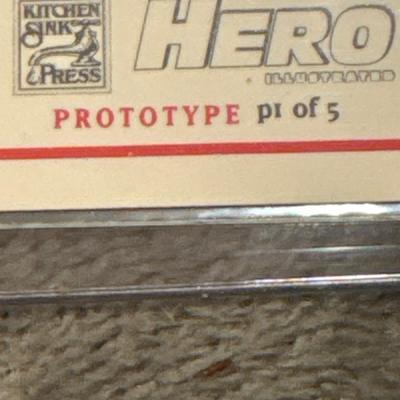 KITCHEN
SINK
PRESS
HERO
ILLUSTRATED
PROTOTYPE p1 of 5